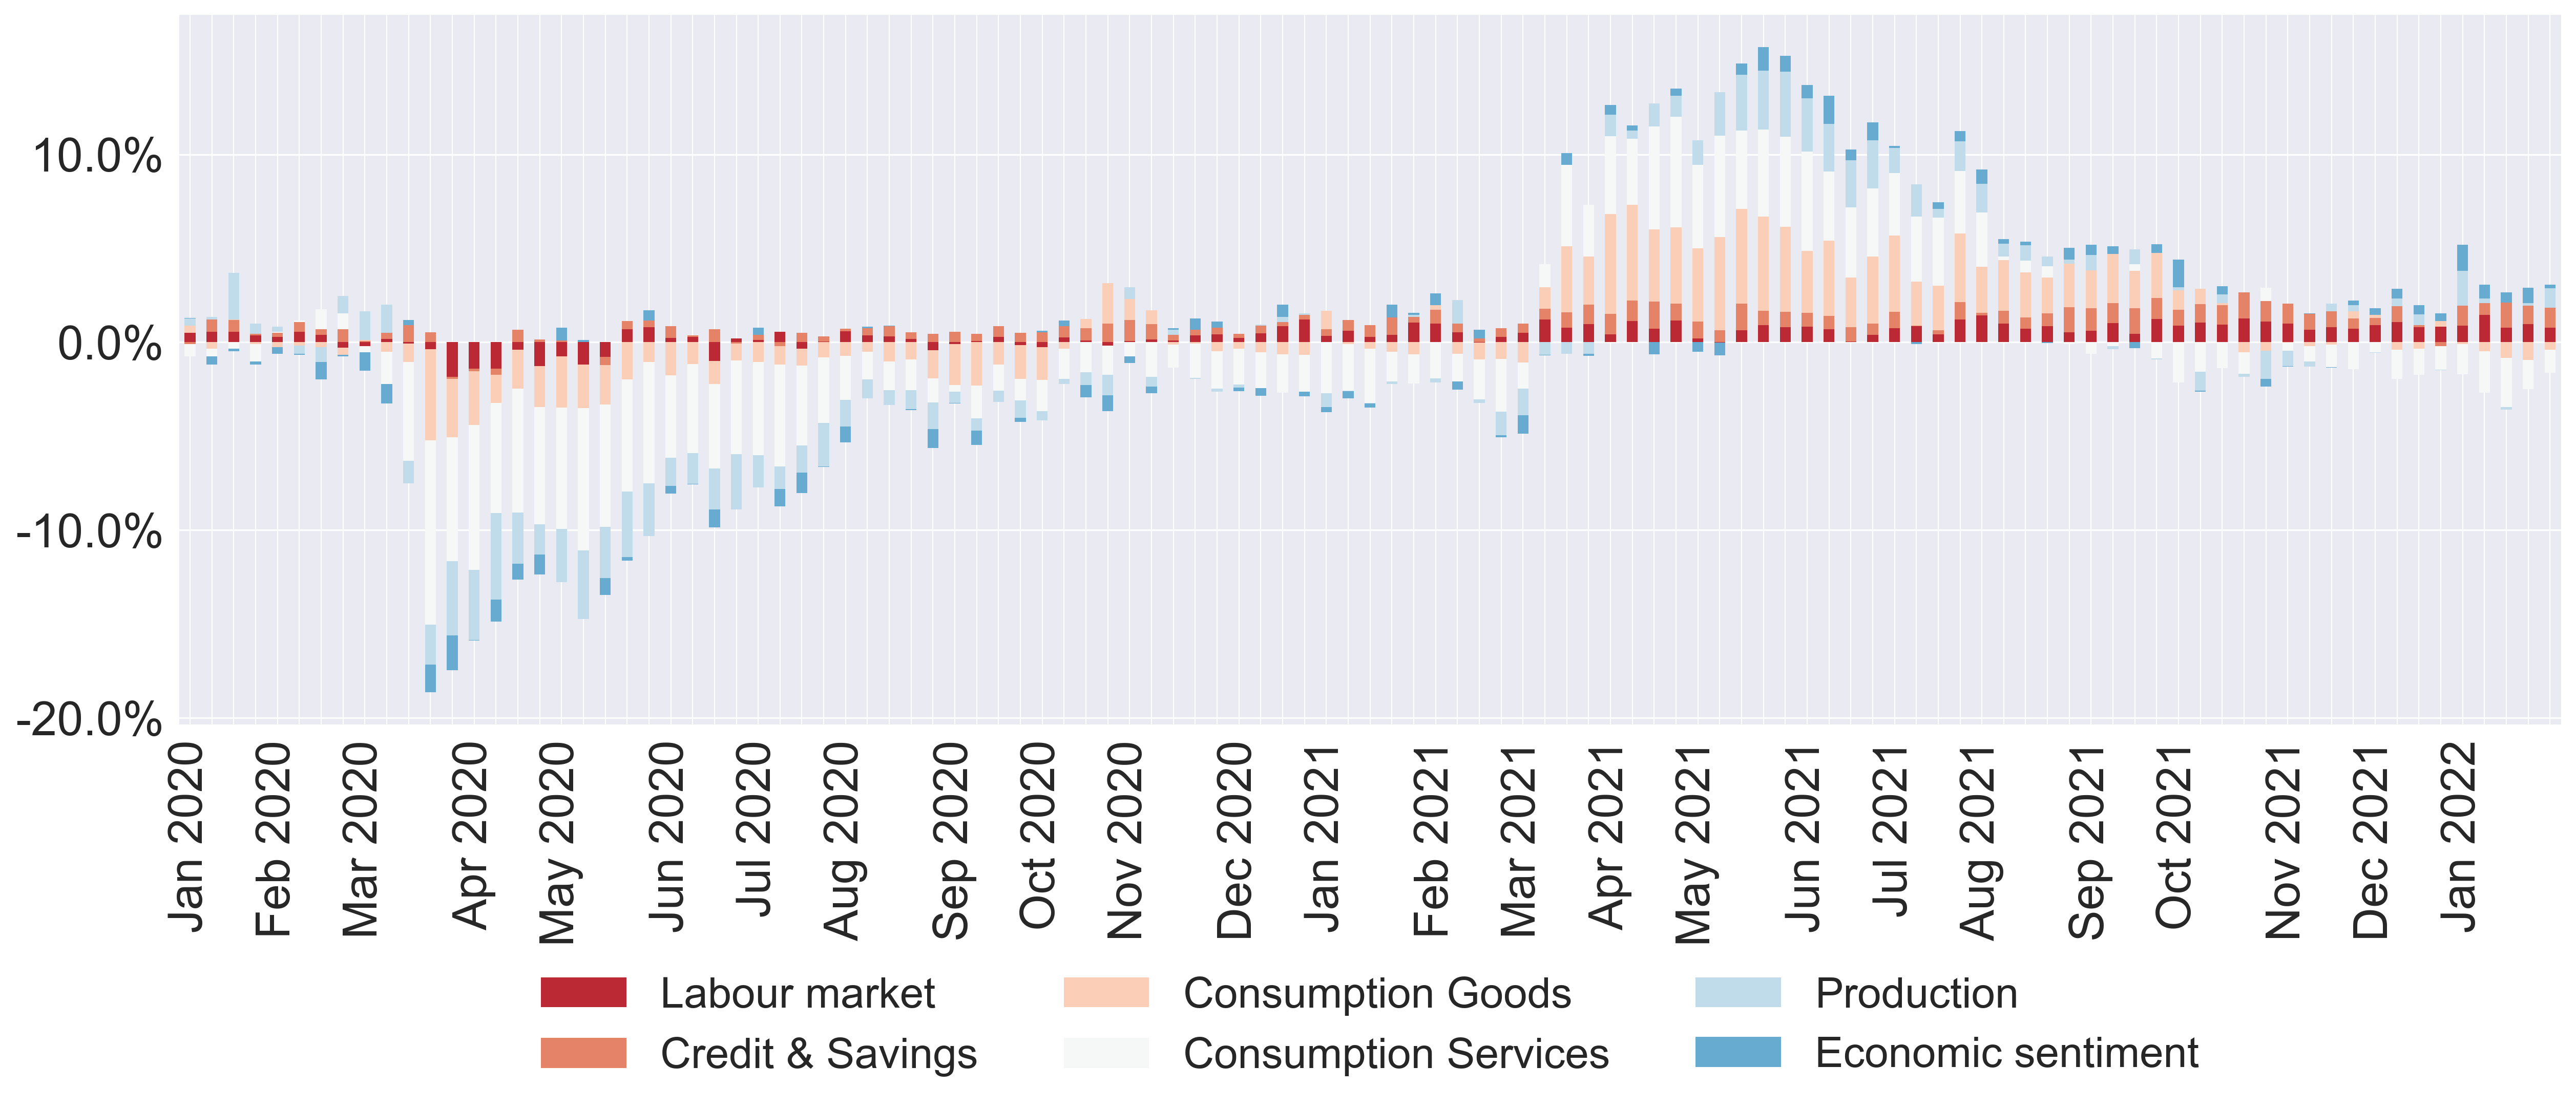 10.0%
0.0%
-10.0%
-20.0%
Jan 2020
Feb 2020
Mar 2020
Apr 2020
May 2020
Jun 2020
Jul 2020
Aug 2020
Sep 2020
Oct 2020
Nov 2020
Dec 2020
Jan 2021
Feb 2021
Mar 2021
Apr 2021
May 2021
Jun 2021
Jul 2021
Aug 2021
Sep 2021
Oct 2021
Nov 2021
Dec 2021
Jan 2022
Labour market
Consumption Goods
Production
Credit & Savings
Consumption Services
Economic sentiment